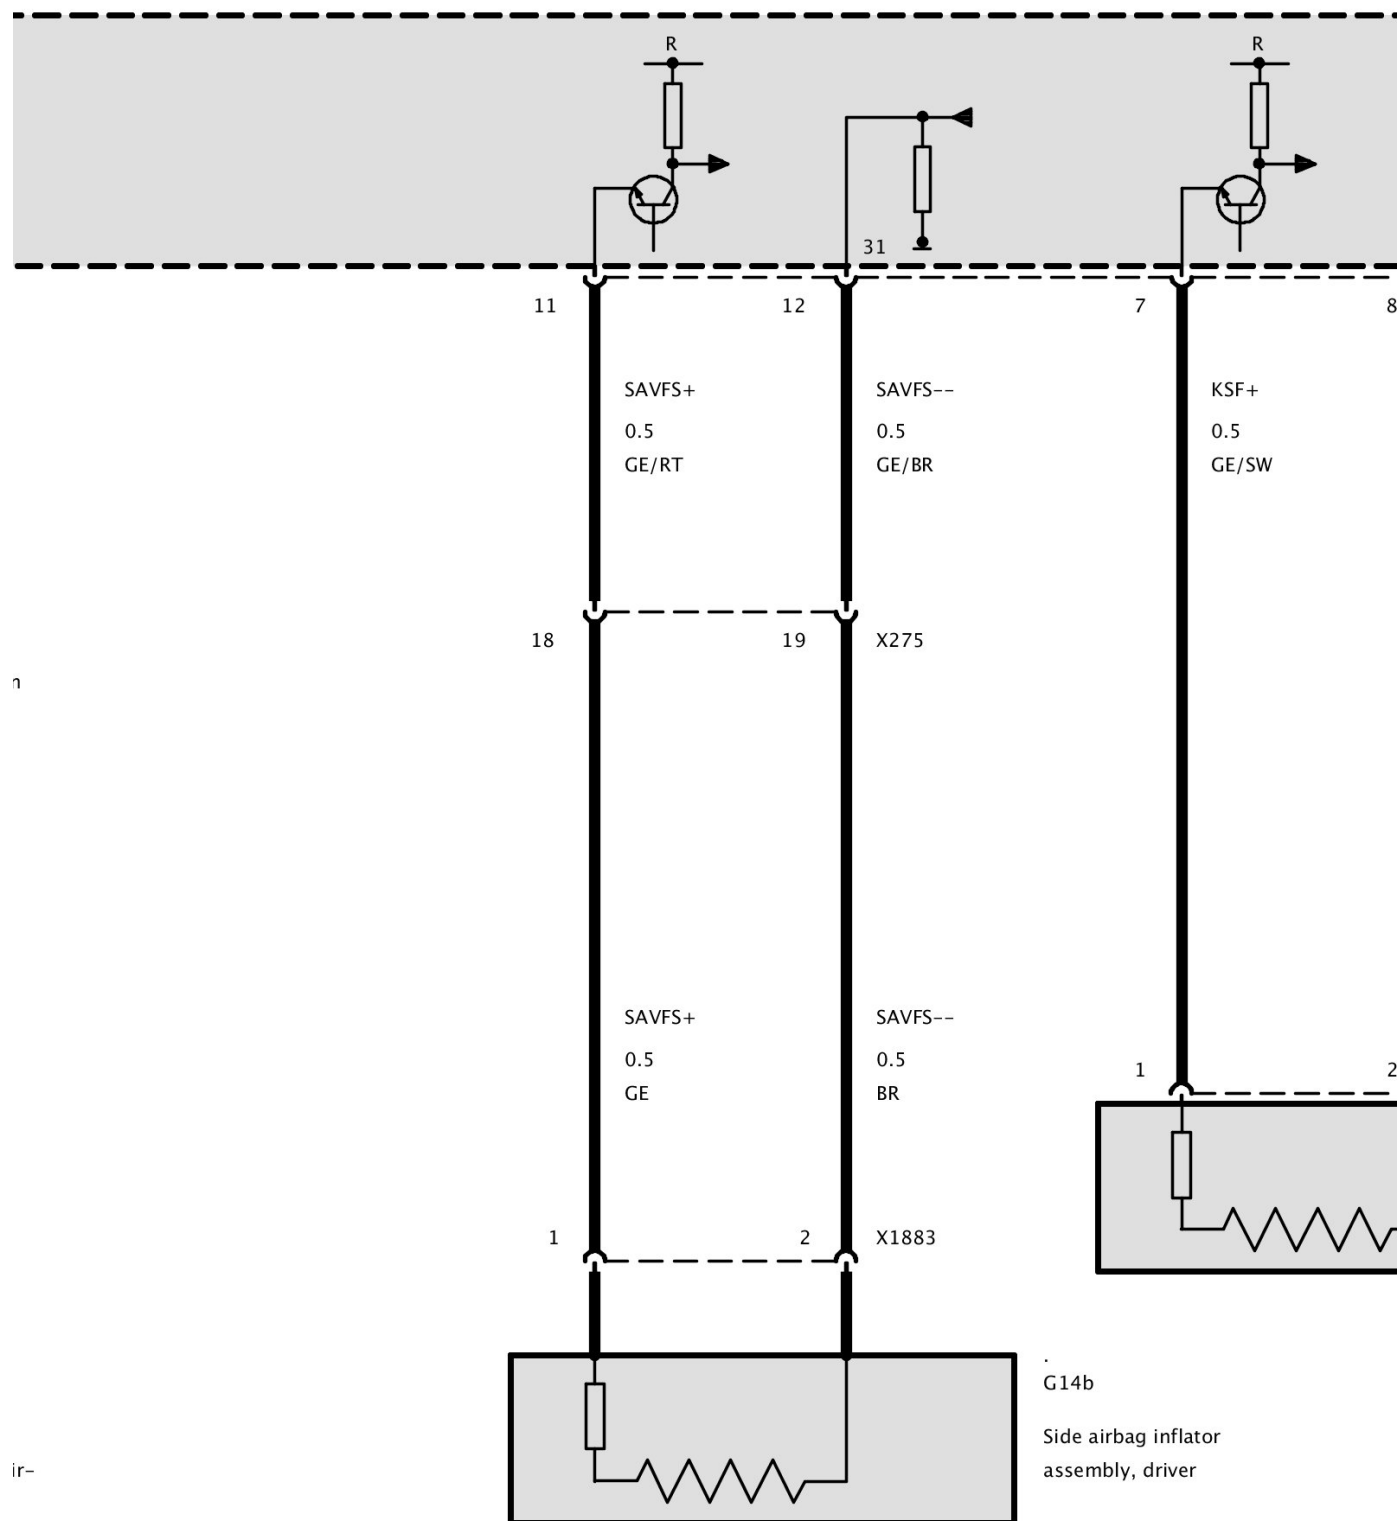 R
R
31
11
12
7
8
SAVFS+
SAVFS--
KSF+
0.5
0.5
0.5
GE/RT
GE/BR
GE/SW
18
19
X275
n
SAVFS+
SAVFS--
0.5
0.5
GE
BR
1
2
1
2
X1883
.
G14b
Side airbag inflator
assembly, driver
ir-